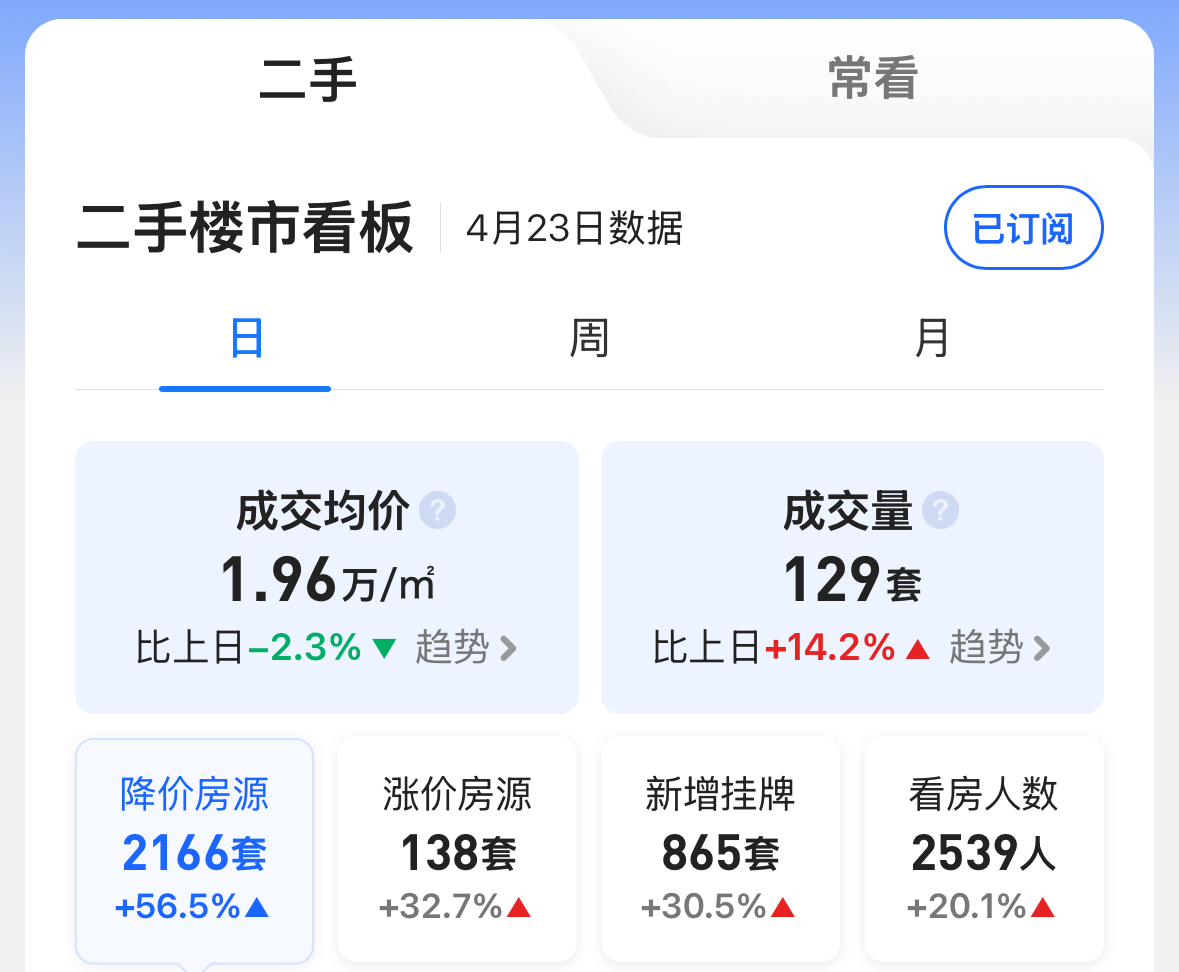 二手
常看
二手楼市看板
4月23日数据
已订阅
日
周
月
成交均价 ?
1.96万/㎡
比上日-2.3%▼ 趋势 >
成交量 ?
129套
比上日+14.2%▲ 趋势 >
降价房源
2166套
+56.5%▲
涨价房源
138套
+32.7%▲
新增挂牌
865套
+30.5%▲
看房人数
2539人
+20.1%▲